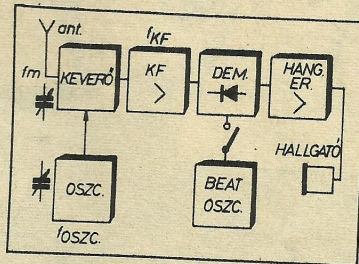 ant.
fm
KEVERŐ
fKF
KF
DEM.
HANG.
ER.
HALLGATÓ
OSZC.
fOSZC.
BEAT
OSZC.